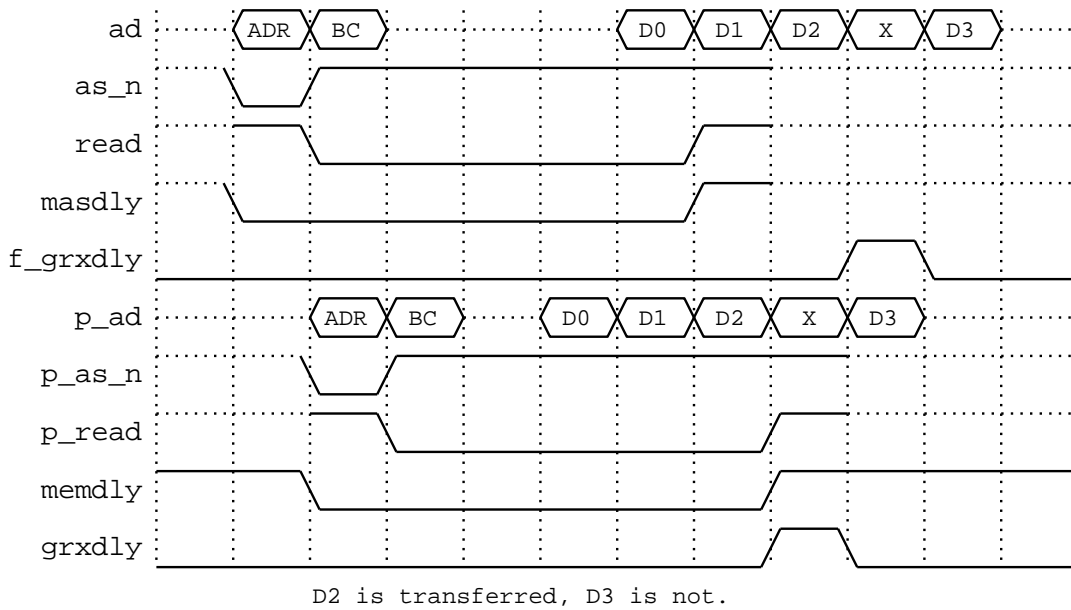 ad ADR BC D0 D1 D2 X D3
as_n
read
masdly
f_grxdly
p_ad ADR BC D0 D1 D2 X D3
p_as_n
p_read
memdly
grxdly
D2 is transferred, D3 is not.